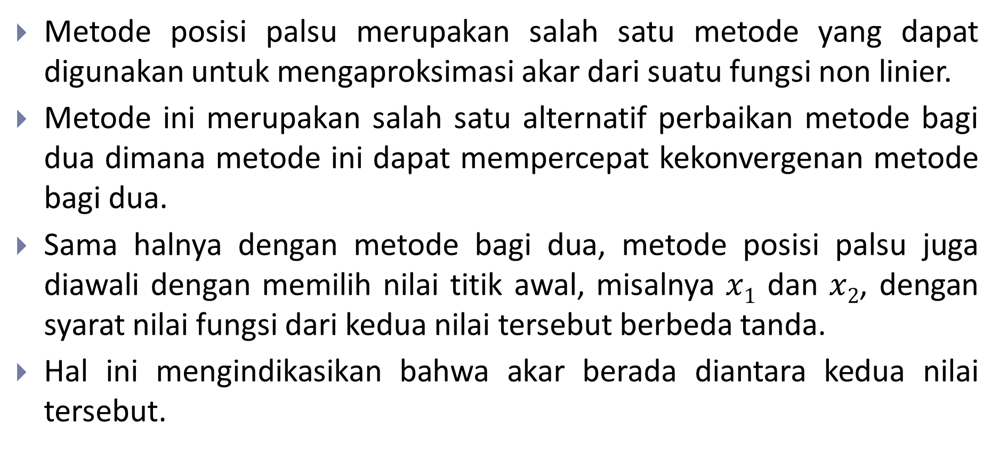 Metode posisi palsu merupakan salah satu metode yang dapat
digunakan untuk mengaproksimasi akar dari suatu fungsi non linier.
Metode ini merupakan salah satu alternatif perbaikan metode bagi
dua dimana metode ini dapat mempercepat kekonvergenan metode
bagi dua.
Sama halnya dengan metode bagi dua, metode posisi palsu juga
diawali dengan memilih nilai titik awal, misalnya x₁ dan x₂, dengan
syarat nilai fungsi dari kedua nilai tersebut berbeda tanda.
Hal ini mengindikasikan bahwa akar berada diantara kedua nilai
tersebut.